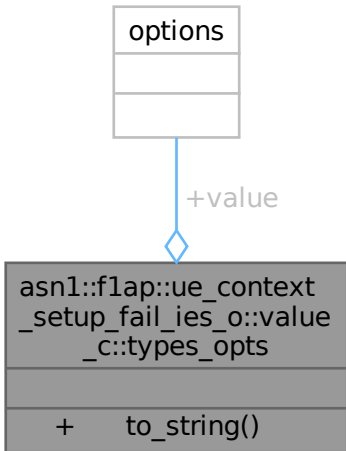 options
+value
asn1::f1ap::ue_context
_setup_fail_ies_o::value
_c::types_opts
+ to_string()